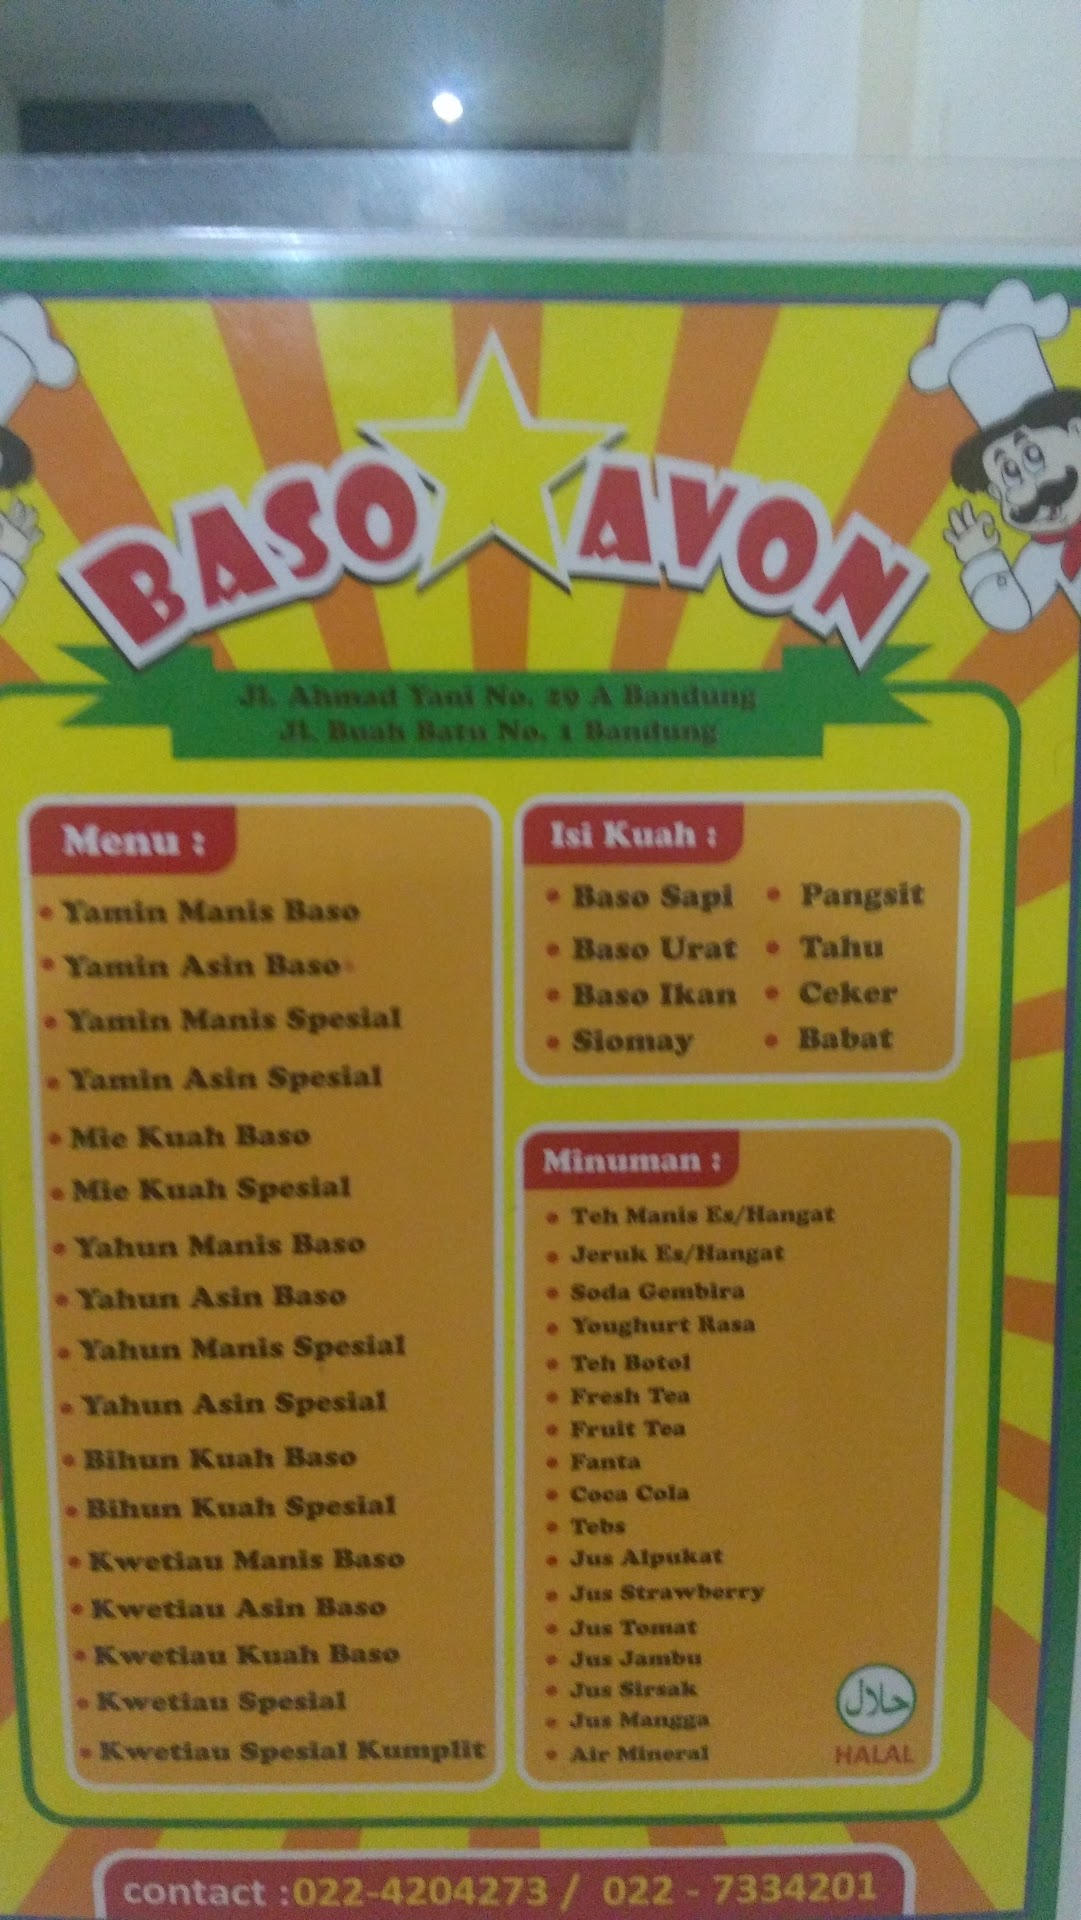 BASO AVON
Jl. Ahmad Yani No. 29 A Bandung
Jl. Buah Batu No. 1 Bandung
Menu :
• Yamin Manis Baso
• Yamin Asin Baso
• Yamin Manis Spesial
• Yamin Asin Spesial
• Mie Kuah Baso
• Mie Kuah Spesial
• Yahun Manis Baso
• Yahun Asin Baso
• Yahun Manis Spesial
• Yahun Asin Spesial
• Bihun Kuah Baso
• Bihun Kuah Spesial
• Kwetiau Manis Baso
• Kwetiau Asin Baso
• Kwetiau Kuah Baso
• Kwetiau Spesial
• Kwetiau Spesial Kumplit
Isi Kuah :
• Baso Sapi • Pangsit
• Baso Urat • Tahu
• Baso Ikan • Ceker
• Siomay • Babat
Minuman :
• Teh Manis Es/Hangat
• Jeruk Es/Hangat
• Soda Gembira
• Youghurt Rasa
• Teh Botol
• Fresh Tea
• Fruit Tea
• Fanta
• Coca Cola
• Tebs
• Jus Alpukat
• Jus Strawberry
• Jus Tomat
• Jus Jambu
• Jus Sirsak
• Jus Mangga
• Air Mineral
حلال
HALAL
contact : 022-4204273 / 022 - 7334201